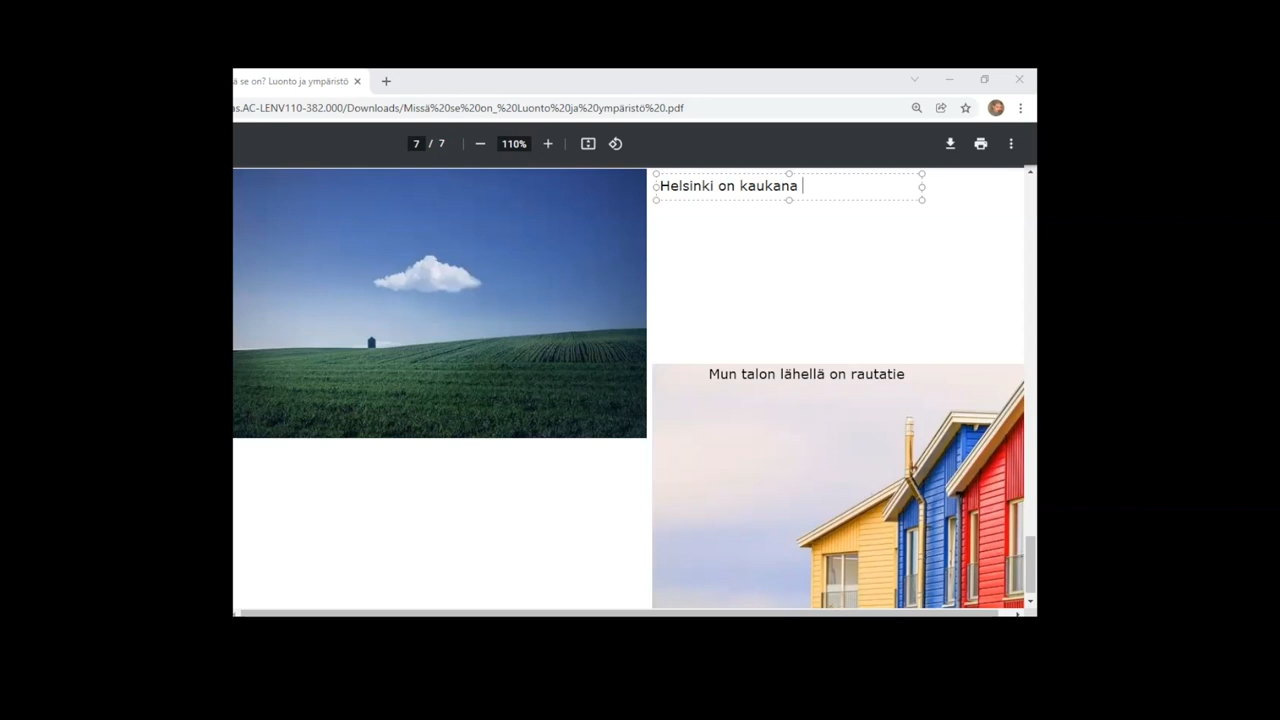 ä se on? Luonto ja ympäristö
as.AC-LENV110-382.000/Downloads/Missä%20se%20on_%20Luonto%20ja%20ympäristö%20.pdf
7 / 7
110%
Helsinki on kaukana
Mun talon lähellä on rautatie